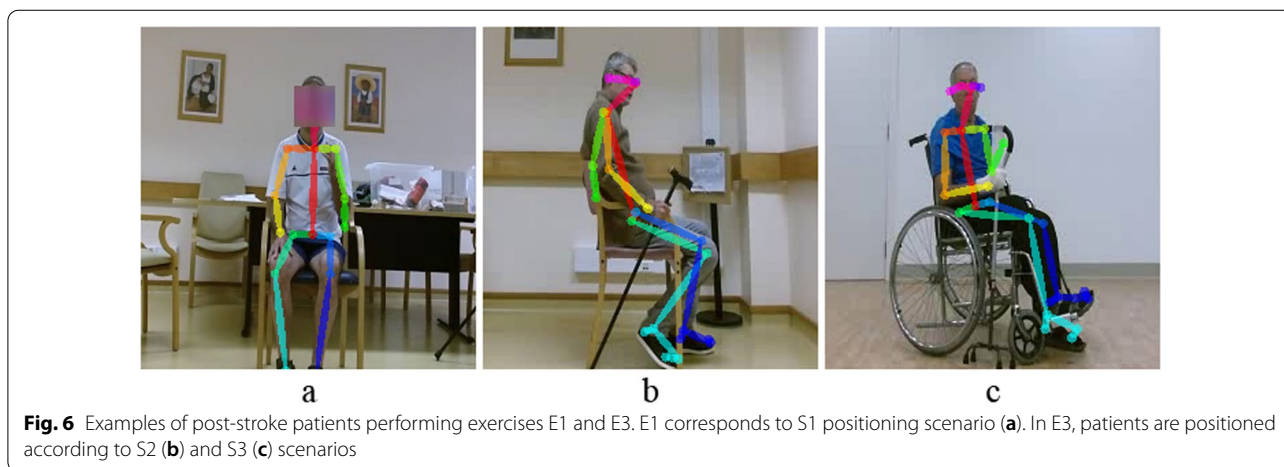 a
b
c
Fig. 6 Examples of post-stroke patients performing exercises E1 and E3. E1 corresponds to S1 positioning scenario (a). In E3, patients are positioned
according to S2 (b) and S3 (c) scenarios